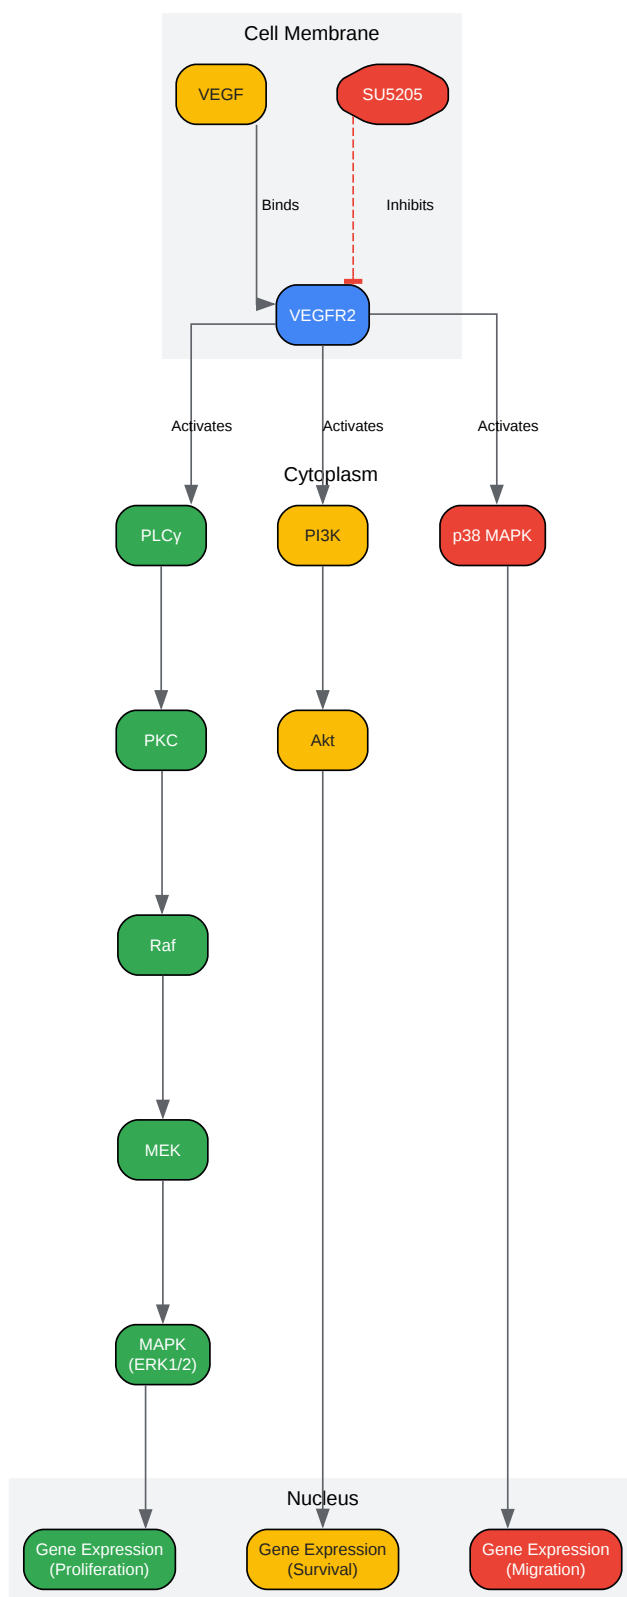 Cell Membrane
VEGF
SU5205
Binds
Inhibits
VEGFR2
Activates
Activates
Activates
Cytoplasm
PLCγ
PI3K
p38 MAPK
PKC
Akt
Raf
MEK
MAPK
(ERK1/2)
Nucleus
Gene Expression
(Proliferation)
Gene Expression
(Survival)
Gene Expression
(Migration)